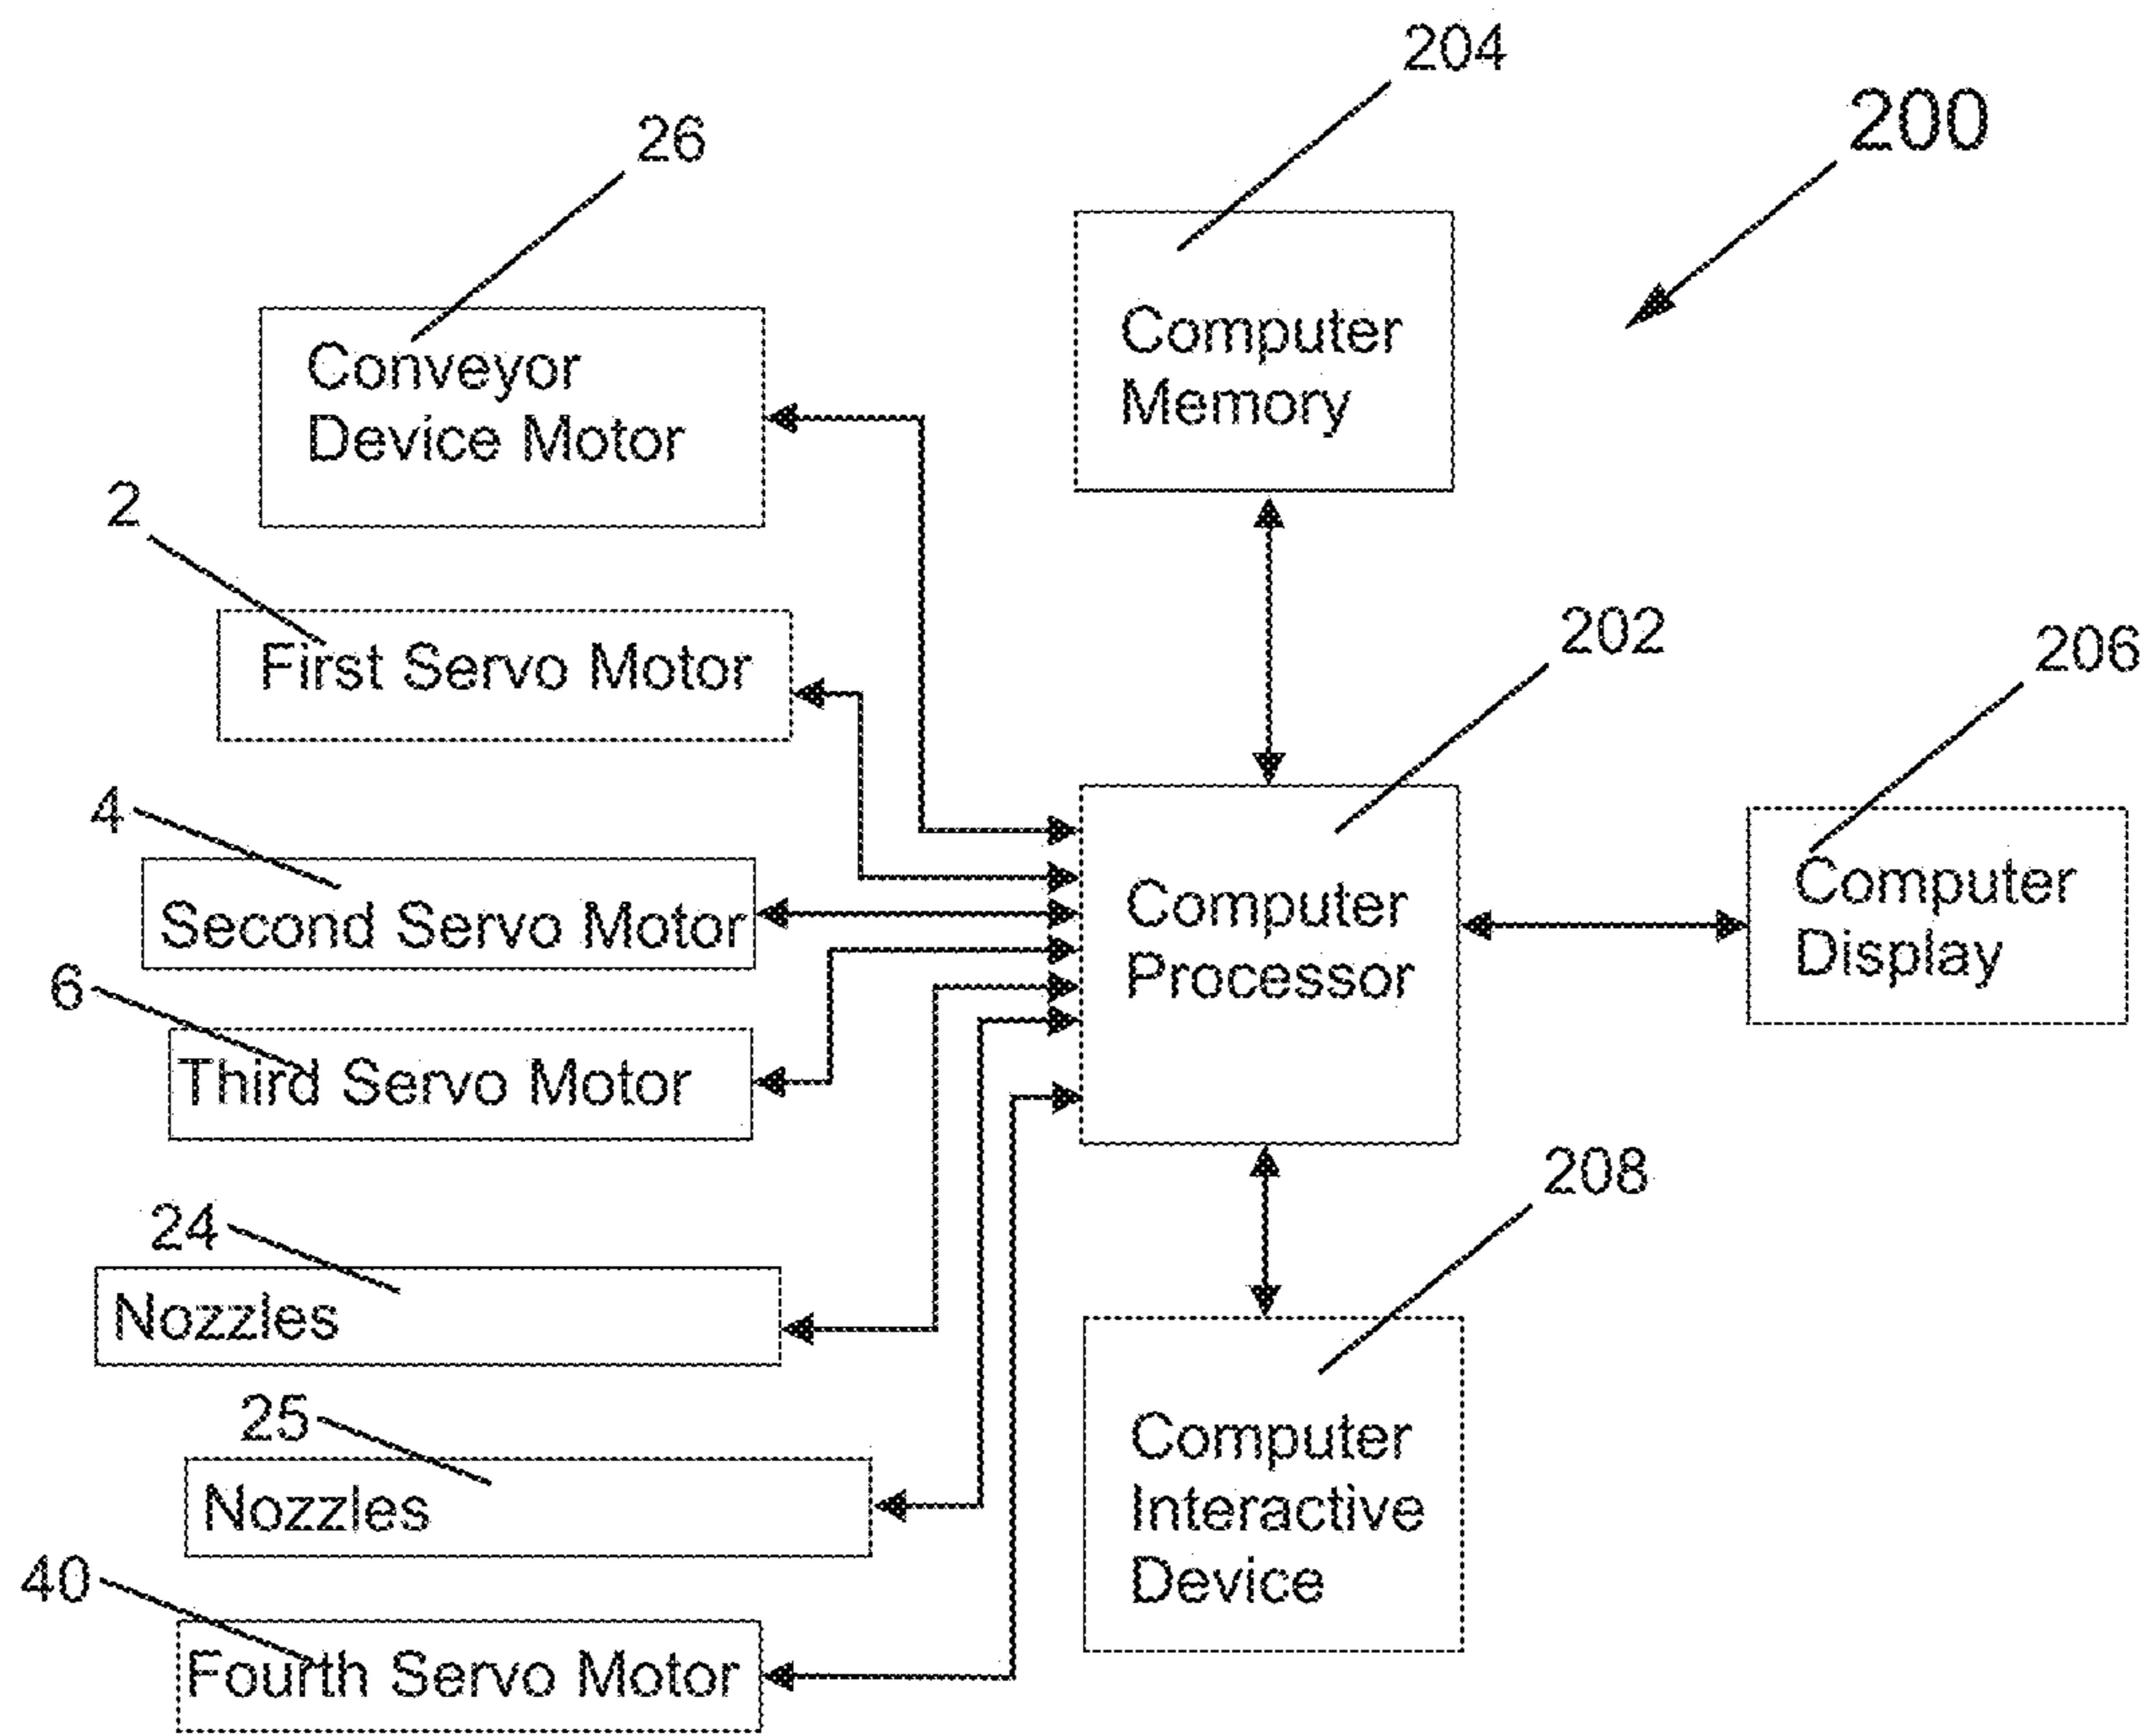 204
200
26
Computer
Memory
Conveyor
Device Motor
2
First Servo Motor
202
206
4
Second Servo Motor
Computer
Processor
Computer
Display
6
Third Servo Motor
208
24
Nozzles
25
Nozzles
Computer
Interactive
Device
40
Fourth Servo Motor